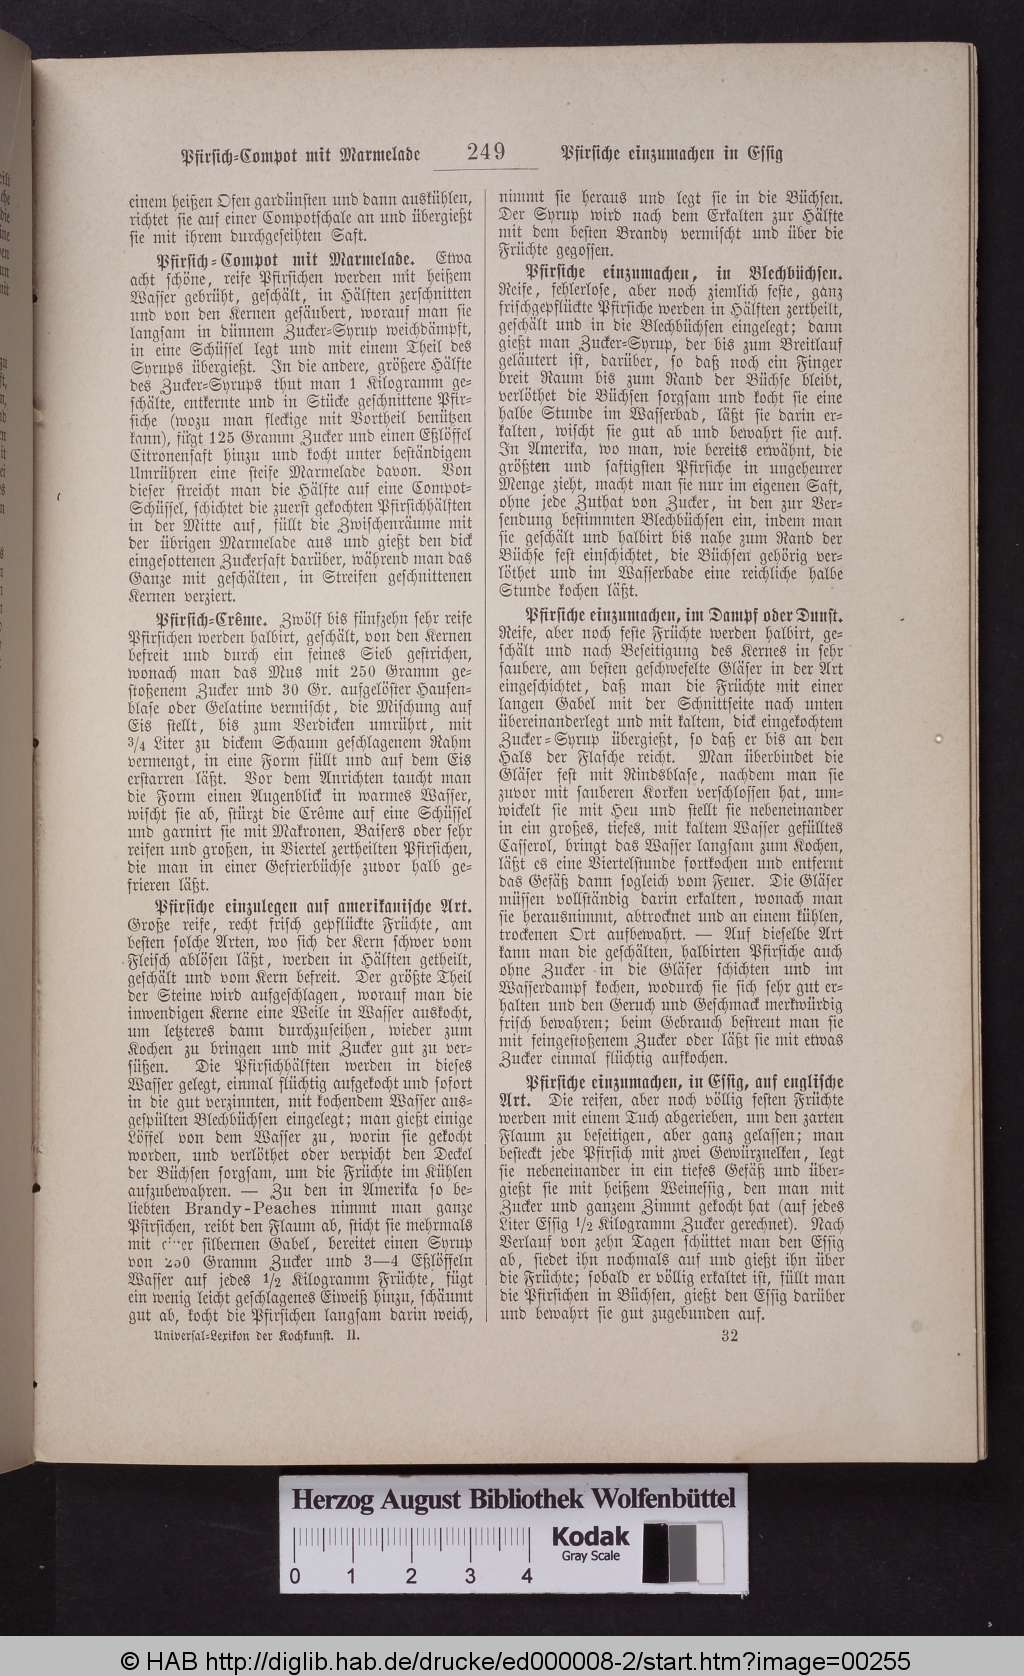 Pfirsich-Compot mit Marmelade 249 Pfirsiche einzumachen in Essig
einem heißen Ofen gardünsten und dann auskühlen,
richtet sie auf einer Compotschale an und übergießt
sie mit ihrem durchgeseihten Saft.
Pfirsich-Compot mit Marmelade. Etwa
acht schöne, reife Pfirsichen werden mit heißem
Wasser gebrüht, geschält, in Hälften zerschnitten
und von den Kernen gesäubert, worauf man sie
langsam in dünnem Zucker-Syrup weichdämpft,
in eine Schüssel legt und mit einem Theil des
Syrups übergießt. In die andere, größere Hälfte
des Zucker-Syrups thut man 1 Kilogramm ge-
schälte, entkernte und in Stücke geschnittene Pfir-
siche (wozu man fleckige mit Vortheil benützen
kann), fügt 125 Gramm Zucker und einen Eßlöffel
Citronensaft hinzu und kocht unter beständigem
Umrühren eine steife Marmelade davon. Von
dieser streicht man die Hälfte auf eine Compot-
Schüssel, schichtet die zuerst gekochten Pfirsichhälften
in der Mitte auf, füllt die Zwischenräume mit
der übrigen Marmelade aus und gießt den dick
eingesottenen Zuckersaft darüber, während man das
Ganze mit geschälten, in Streifen geschnittenen
Kernen verziert.
Pfirsich-Crême. Zwölf bis fünfzehn sehr reife
Pfirsichen werden halbirt, geschält, von den Kernen
befreit und durch ein feines Sieb gestrichen,
wonach man das Mus mit 250 Gramm ge-
stoßenem Zucker und 30 Gr. aufgelöster Hausen-
blase oder Gelatine vermischt, die Mischung auf
Eis stellt, bis zum Verdicken umrührt, mit
3/4 Liter zu dickem Schaum geschlagenem Rahm
vermengt, in eine Form füllt und auf dem Eis
erstarren läßt. Vor dem Anrichten taucht man
die Form einen Augenblick in warmes Wasser,
wischt sie ab, stürzt die Crême auf eine Schüssel
und garnirt sie mit Makronen, Baisers oder sehr
reifen und großen, in Viertel zertheilten Pfirsichen,
die man in einer Gefrierbüchse zuvor halb ge-
frieren läßt.
Pfirsiche einzulegen auf amerikanische Art.
Große reife, recht frisch gepflückte Früchte, am
besten solche Arten, wo sich der Kern schwer vom
Fleisch ablösen läßt, werden in Hälften getheilt,
geschält und vom Kern befreit. Der größte Theil
der Steine wird aufgeschlagen, worauf man die
inwendigen Kerne eine Weile in Wasser auskocht,
um letzteres dann durchzuseihen, wieder zum
Kochen zu bringen und mit Zucker gut zu ver-
süßen. Die Pfirsichhälften werden in dieses
Wasser gelegt, einmal flüchtig aufgekocht und sofort
in die gut verzinnten, mit kochendem Wasser aus-
gespülten Blechbüchsen eingelegt; man gießt einige
Löffel von dem Wasser zu, worin sie gekocht
worden, und verlöthet oder verpicht den Deckel
der Büchsen sorgsam, um die Früchte im Kühlen
aufzubewahren. — Zu den in Amerika so be-
liebten Brandy-Peaches nimmt man ganze
Pfirsichen, reibt den Flaum ab, sticht sie mehrmals
mit einer silbernen Gabel, bereitet einen Syrup
von 250 Gramm Zucker und 3—4 Eßlöffeln
Wasser auf jedes 1/2 Kilogramm Früchte, fügt
ein wenig leicht geschlagenes Eiweiß hinzu, schäumt
gut ab, kocht die Pfirsichen langsam darin weich,
Universal-Lexikon der Kochkunst. II.
nimmt sie heraus und legt sie in die Büchsen.
Der Syrup wird nach dem Erkalten zur Hälfte
mit dem besten Brandy vermischt und über die
Früchte gegossen.
Pfirsiche einzumachen, in Blechbüchsen.
Reife, fehlerlose, aber noch ziemlich feste, ganz
frischgepflückte Pfirsiche werden in Hälften zertheilt,
geschält und in die Blechbüchsen eingelegt; dann
gießt man Zucker-Syrup, der bis zum Breitlauf
geläutert ist, darüber, so daß noch ein Finger
breit Raum bis zum Rand der Büchse bleibt,
verlöthet die Büchsen sorgsam und kocht sie eine
halbe Stunde im Wasserbad, läßt sie darin er-
kalten, wischt sie gut ab und bewahrt sie auf.
In Amerika, wo man, wie bereits erwähnt, die
größten und saftigsten Pfirsiche in ungeheurer
Menge zieht, macht man sie nur im eigenen Saft,
ohne jede Zuthat von Zucker, in den zur Ver-
sendung bestimmten Blechbüchsen ein, indem man
sie geschält und halbirt bis nahe zum Rand der
Büchse fest einschichtet, die Büchsen gehörig ver-
löthet und im Wasserbade eine reichliche halbe
Stunde kochen läßt.
Pfirsiche einzumachen, im Dampf oder Dunst.
Reife, aber noch feste Früchte werden halbirt, ge-
schält und nach Beseitigung des Kernes in sehr
saubere, am besten geschwefelte Gläser in der Art
eingeschichtet, daß man die Früchte mit einer
langen Gabel mit der Schnittseite nach unten
übereinanderlegt und mit kaltem, dick eingekochtem
Zucker-Syrup übergießt, so daß er bis an den
Hals der Flasche reicht. Man überbindet die
Gläser fest mit Rindsblase, nachdem man sie
zuvor mit sauberen Korken verschlossen hat, um-
wickelt sie mit Heu und stellt sie nebeneinander
in ein großes, tiefes, mit kaltem Wasser gefülltes
Casserol, bringt das Wasser langsam zum Kochen,
läßt es eine Viertelstunde fortkochen und entfernt
das Gefäß dann sogleich vom Feuer. Die Gläser
müssen vollständig darin erkalten, wonach man
sie herausnimmt, abtrocknet und an einem kühlen,
trockenen Ort aufbewahrt. — Auf dieselbe Art
kann man die geschälten, halbirten Pfirsiche auch
ohne Zucker in die Gläser schichten und im
Wasserdampf kochen, wodurch sie sich sehr gut er-
halten und den Geruch und Geschmack merkwürdig
frisch bewahren; beim Gebrauch bestreut man sie
mit feingestoßenem Zucker oder läßt sie mit etwas
Zucker einmal flüchtig aufkochen.
Pfirsiche einzumachen, in Essig, auf englische
Art. Die reifen, aber noch völlig festen Früchte
werden mit einem Tuch abgerieben, um den zarten
Flaum zu beseitigen, aber ganz gelassen; man
besteckt jede Pfirsich mit zwei Gewürznelken, legt
sie nebeneinander in ein tiefes Gefäß und über-
gießt sie mit heißem Weinessig, den man mit
Zucker und ganzem Zimmt gekocht hat (auf jedes
Liter Essig 1/2 Kilogramm Zucker gerechnet). Nach
Verlauf von zehn Tagen schüttet man den Essig
ab, siedet ihn nochmals auf und gießt ihn über
die Früchte; sobald er völlig erkaltet ist, füllt man
die Pfirsichen in Büchsen, gießt den Essig darüber
und bewahrt sie gut zugebunden auf.
32
Herzog August Bibliothek Wolfenbüttel
Kodak
Gray Scale
0 1 2 3 4
© HAB http://diglib.hab.de/drucke/ed000008-2/start.htm?image=00255